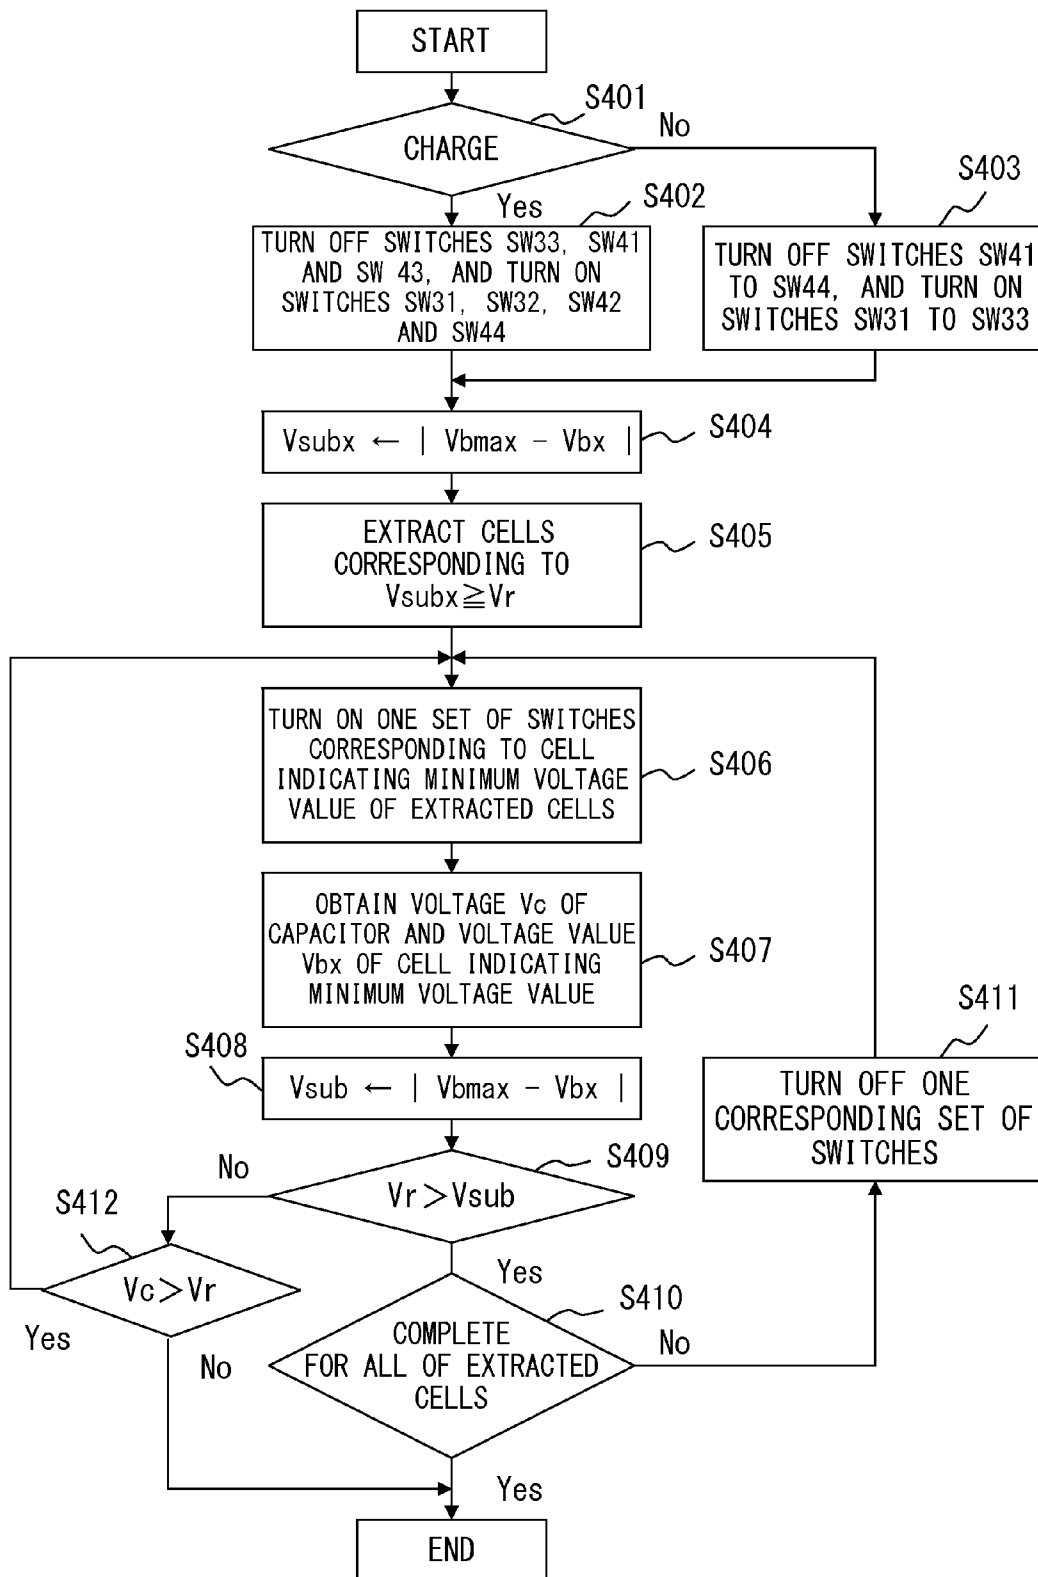 START
S401
CHARGE
No
Yes
S402
S403
TURN OFF SWITCHES SW33, SW41
AND SW 43, AND TURN ON
SWITCHES SW31, SW32, SW42
AND SW44
TURN OFF SWITCHES SW41
TO SW44, AND TURN ON
SWITCHES SW31 TO SW33
Vsubx ← | Vbmax - Vbx |
S404
EXTRACT CELLS
CORRESPONDING TO
Vsubx≧Vr
S405
TURN ON ONE SET OF SWITCHES
CORRESPONDING TO CELL
INDICATING MINIMUM VOLTAGE
VALUE OF EXTRACTED CELLS
S406
OBTAIN VOLTAGE Vc OF
CAPACITOR AND VOLTAGE VALUE
Vbx OF CELL INDICATING
MINIMUM VOLTAGE VALUE
S407
S408
Vsub ← | Vbmax - Vbx |
S411
TURN OFF ONE
CORRESPONDING SET OF
SWITCHES
S409
Vr>Vsub
No
Yes
S412
Vc>Vr
Yes
No
S410
COMPLETE
FOR ALL OF EXTRACTED
CELLS
No
Yes
END